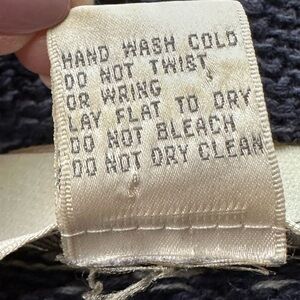 HAND WASH COLD
DO NOT TWIST
OR WRING
LAY FLAT TO DRY
DO NOT BLEACH
DO NOT DRY CLEAN